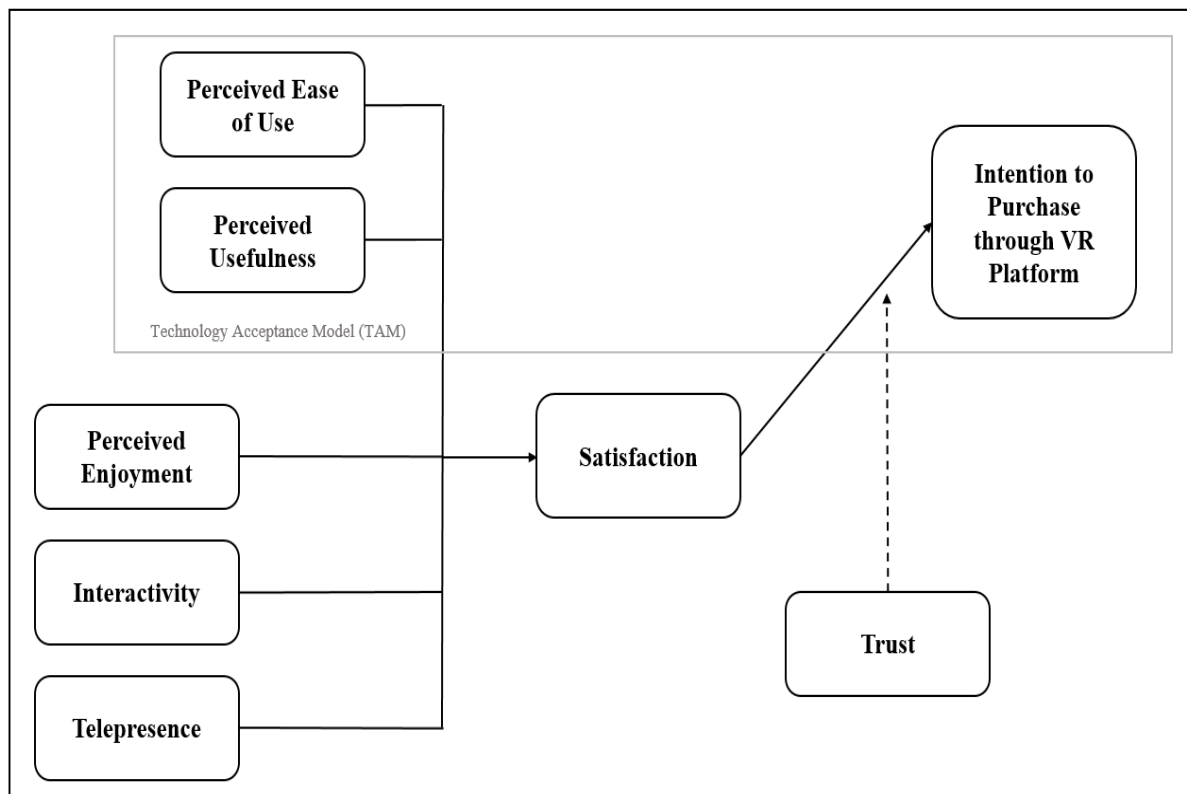 Perceived Ease
of Use
Perceived
Usefulness
Technology Acceptance Model (TAM)
Intention to
Purchase
through VR
Platform
Perceived
Enjoyment
Satisfaction
Interactivity
Trust
Telepresence